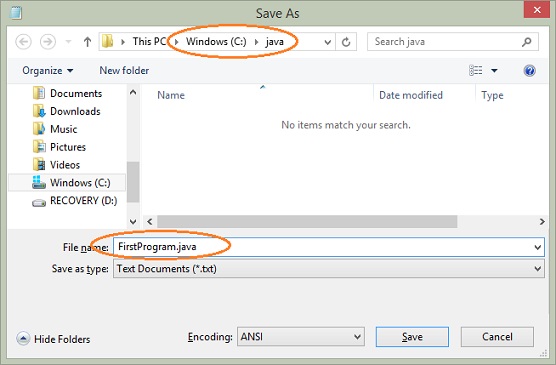 Save As
This PC Windows (C:) java Search java
Organize New folder
Documents
Downloads
Music
Pictures
Videos
Windows (C:)
RECOVERY (D:)
Name Date modified Type
No items match your search.
File name: FirstProgram.java
Save as type: Text Documents (*.txt)
Hide Folders Encoding: ANSI Save Cancel